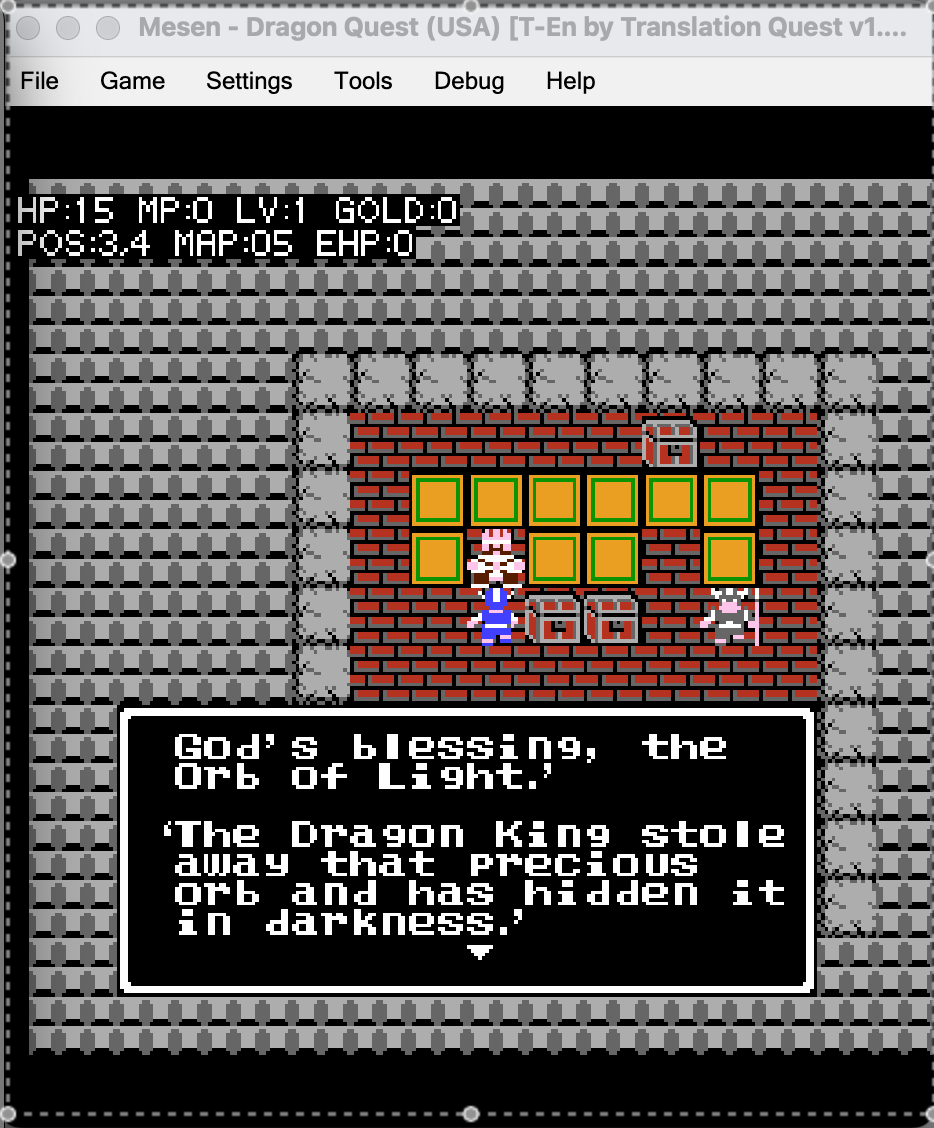 Mesen - Dragon Quest (USA) [T-En by Translation Quest v1....
File Game Settings Tools Debug Help
HP:15 MP:0 LV:1 GOLD:0
POS:3,4 MAP:05 EHP:0
God's blessing, the
Orb of Light.’
‘The Dragon King stole
away that precious
orb and has hidden it
in darkness.’